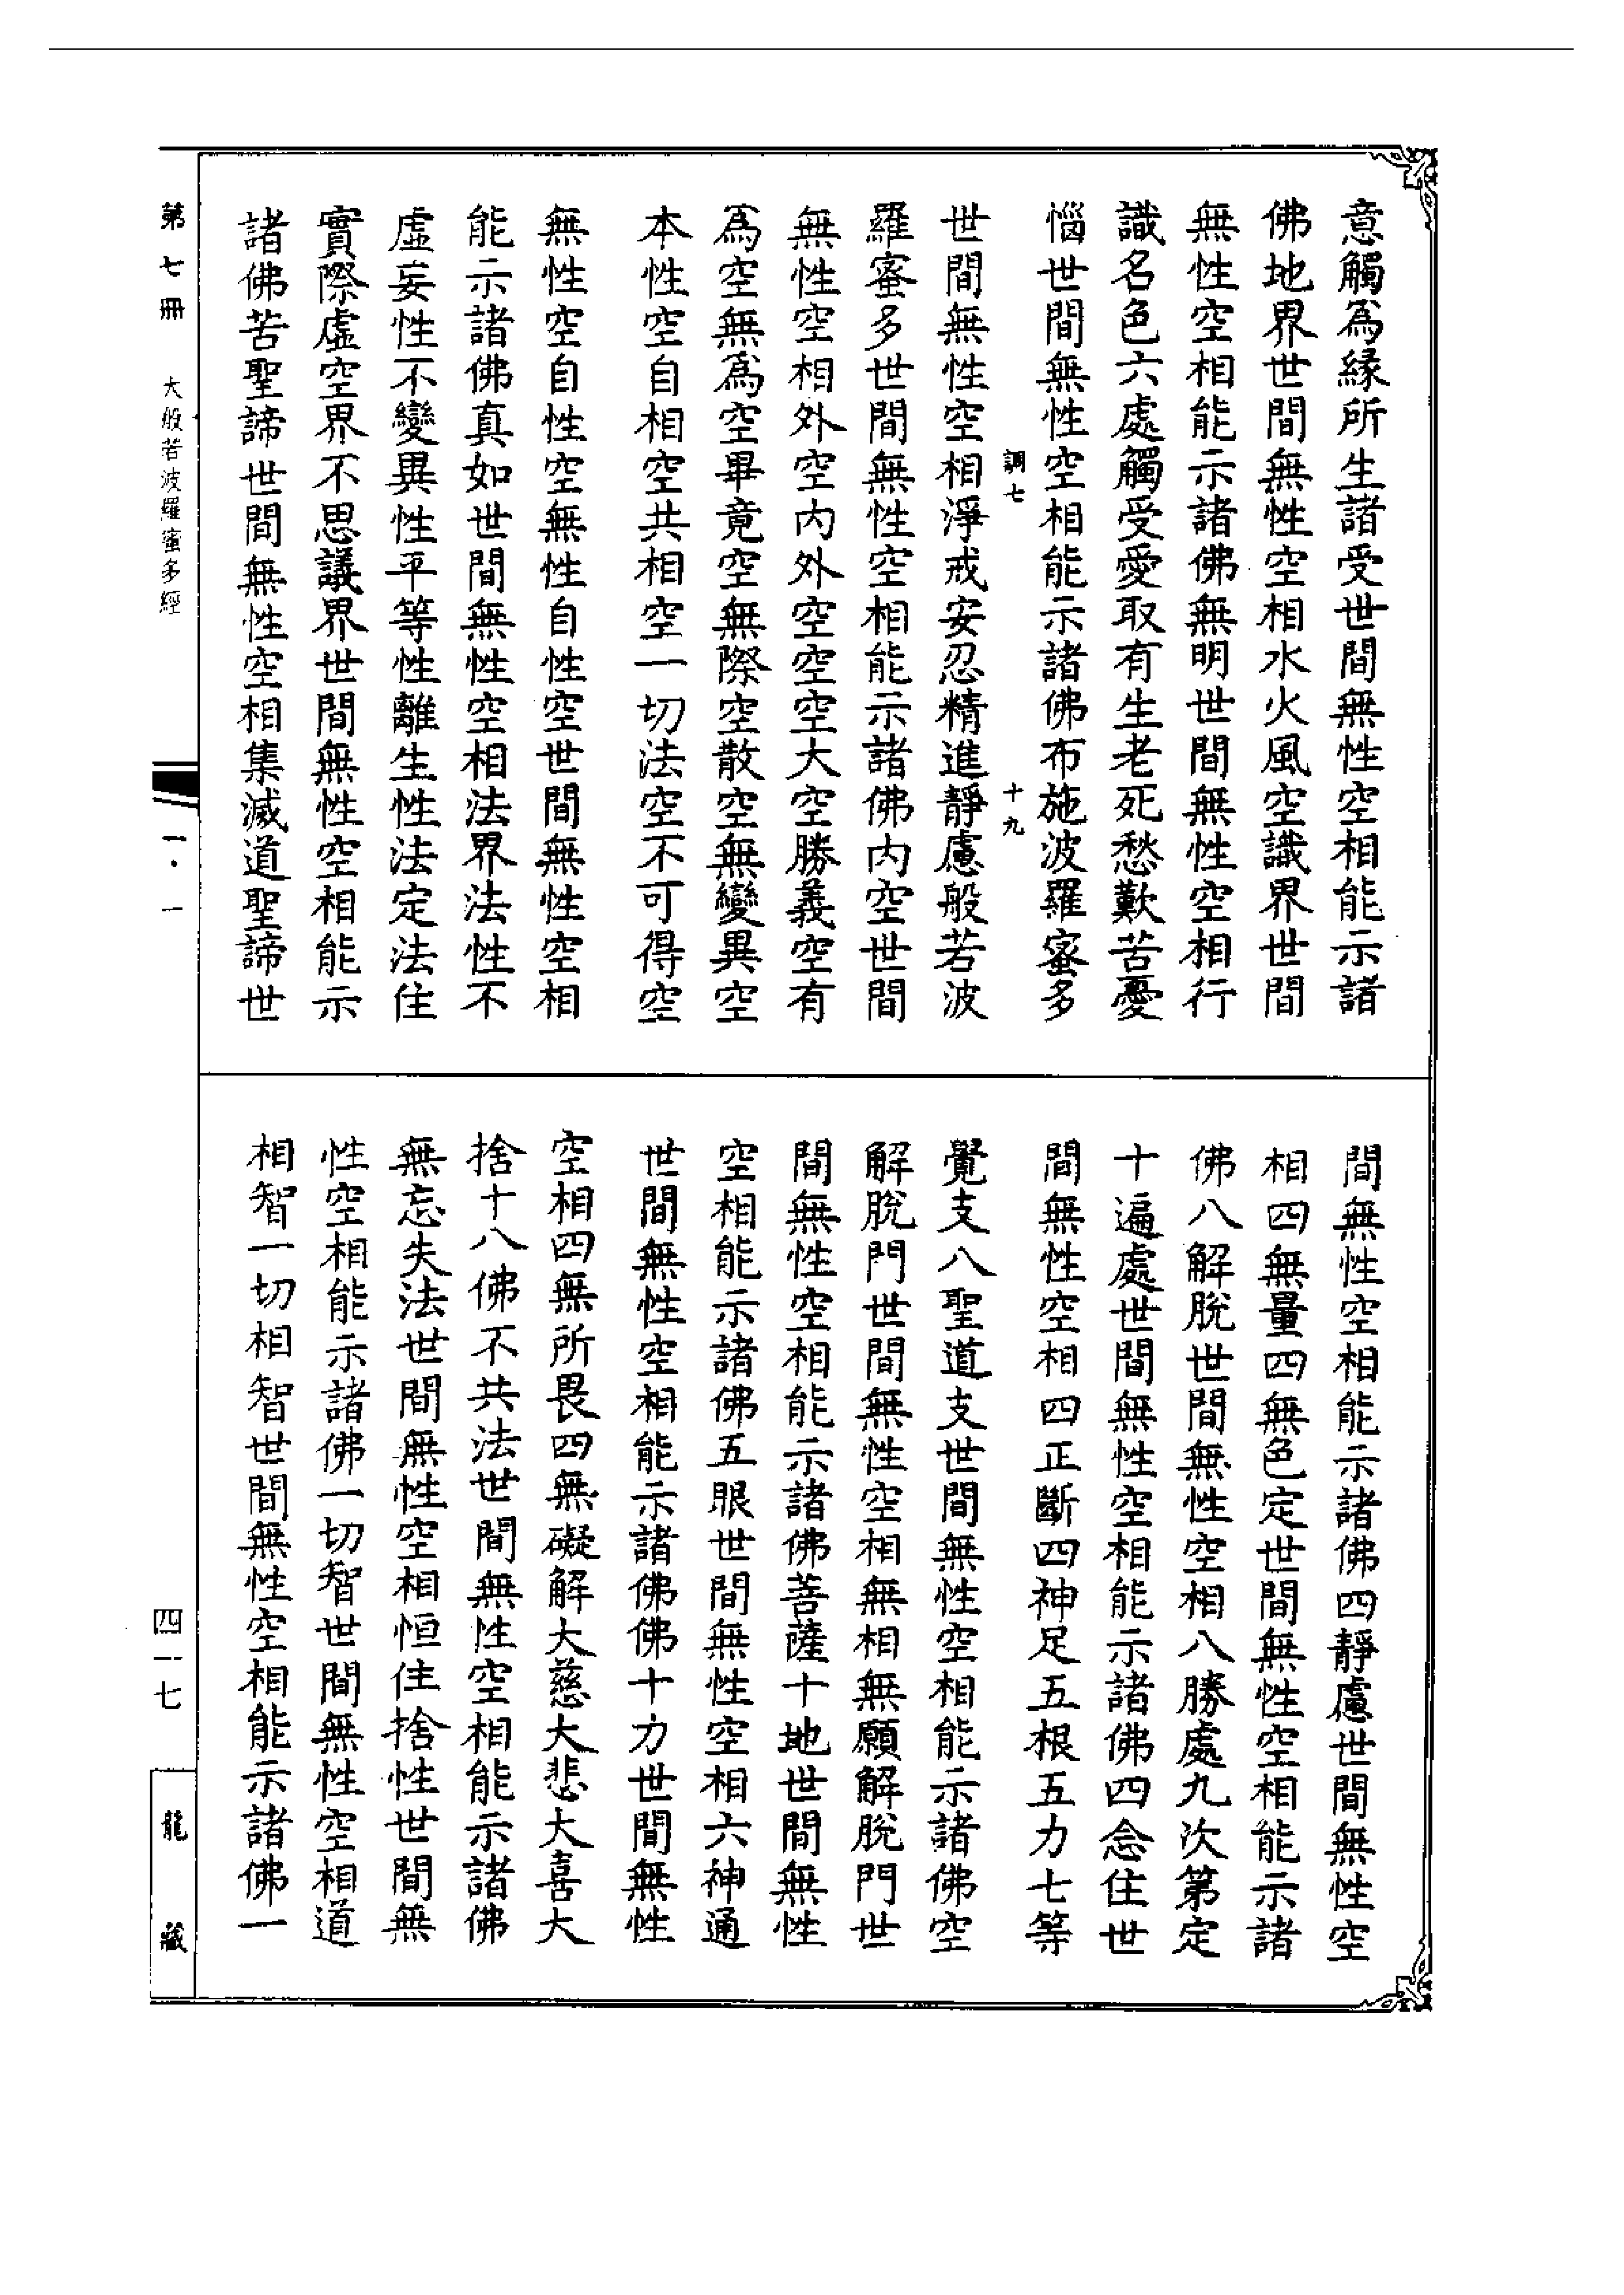 意觸為緣所生諸受世間無性空相能示諸
佛地界世間無性空相水火風空識界世間
無性空相能示諸佛無明世間無性空相行
識名色六處觸受愛取有生老死愁歎苦憂
惱世間無性空相能示諸佛布施波羅蜜多
調七
十九
世間無性空相淨戒安忍精進靜慮般若波
羅蜜多世間無性空相能示諸佛內空世間
無性空相外空內外空空空大空勝義空有
為空無為空畢竟空無際空散空無變異空
本性空自相空共相空一切法空不可得空
無性空自性空無性自性空世間無性空相
能示諸佛真如世間無性空相法界法性不
虛妄性不變異性平等性離生性法定法住
實際虛空界不思議界世間無性空相能示
諸佛苦聖諦世間無性空相集滅道聖諦世
間無性空相能示諸佛四靜慮世間無性空
相四無量四無色定世間無性空相能示諸
佛八解脫世間無性空相八勝處九次第定
十遍處世間無性空相能示諸佛四念住世
間無性空相四正斷四神足五根五力七等
覺支八聖道支世間無性空相能示諸佛空
解脫門世間無性空相無相無願解脫門世
間無性空相能示諸佛菩薩十地世間無性
空相能示諸佛五眼世間無性空相六神通
世間無性空相能示諸佛佛十力世間無性
空相四無所畏四無礙解大慈大悲大喜大
捨十八佛不共法世間無性空相能示諸佛
無忘失法世間無性空相恒住捨性世間無
性空相能示諸佛一切智世間無性空相道
相智一切相智世間無性空相能示諸佛一
第七冊
大般若波羅蜜多經
一·一
四一七
龍藏